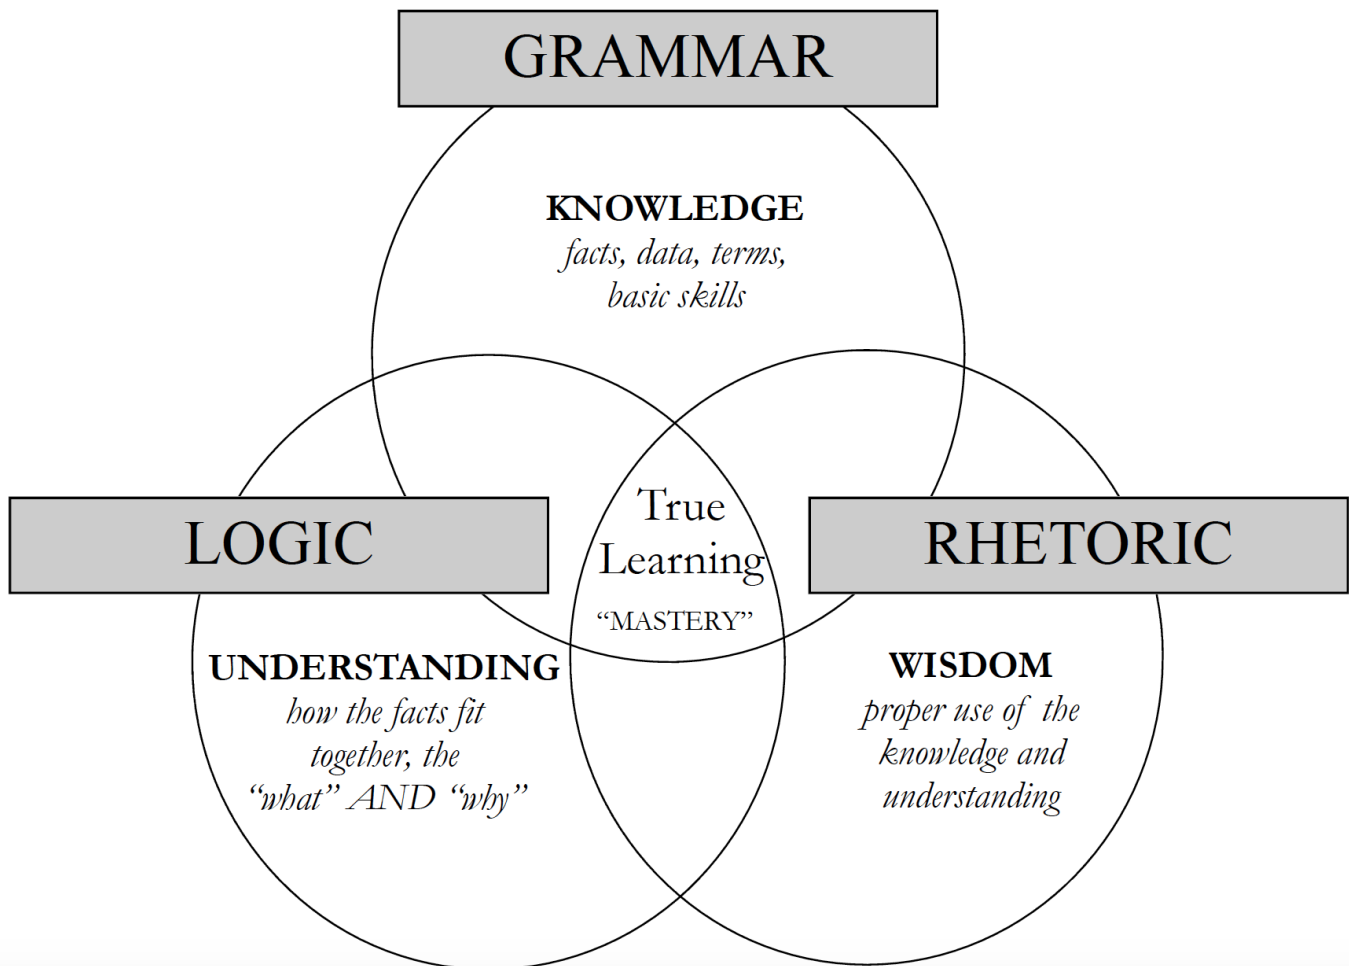 GRAMMAR
KNOWLEDGE
facts, data, terms,
basic skills
LOGIC
True
Learning
“MASTERY”
RHETORIC
UNDERSTANDING
how the facts fit
together, the
“what” AND “why”
WISDOM
proper use of the
knowledge and
understanding